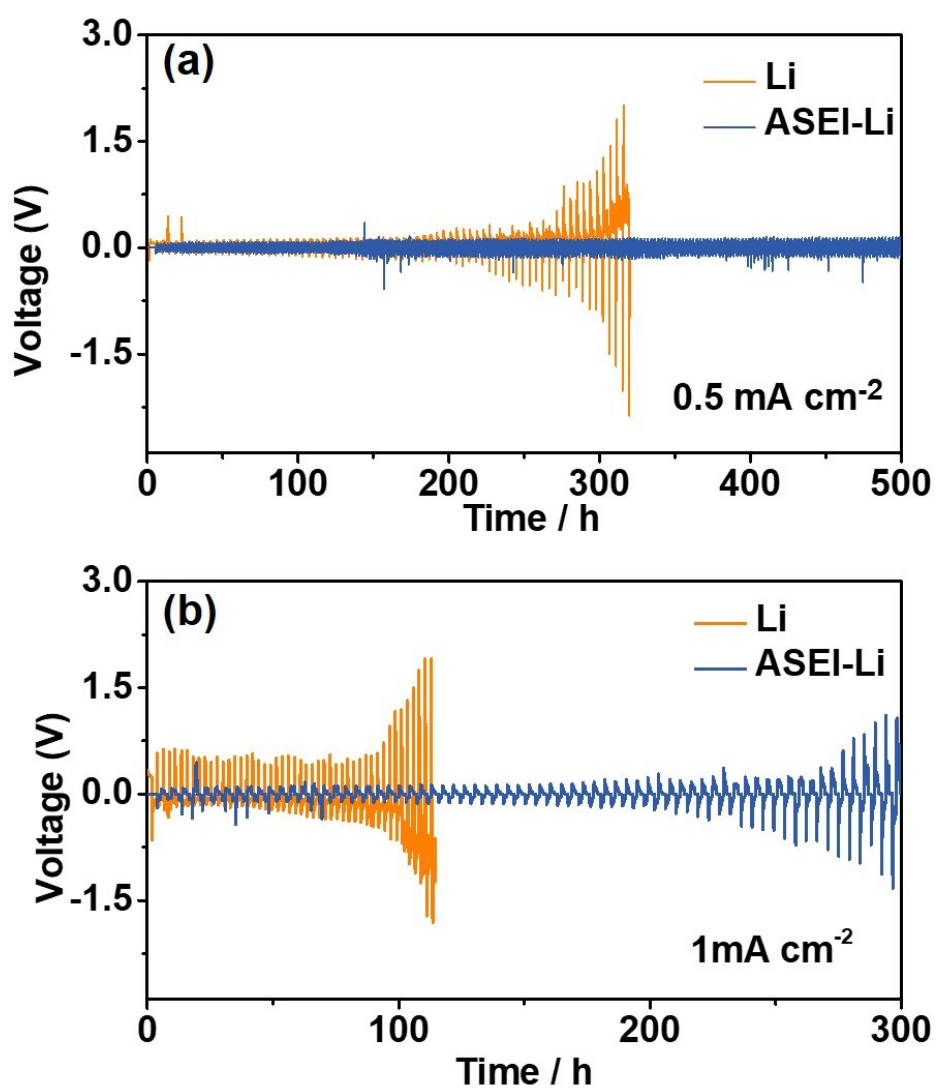 (a)
Li
ASEI-Li
3.0
1.5
0.0
-1.5
Voltage (V)
0.5 mA cm⁻²
0 100 200 300 400 500
Time / h
(b)
Li
ASEI-Li
3.0
1.5
0.0
-1.5
Voltage (V)
1mA cm⁻²
0 100 200 300
Time / h